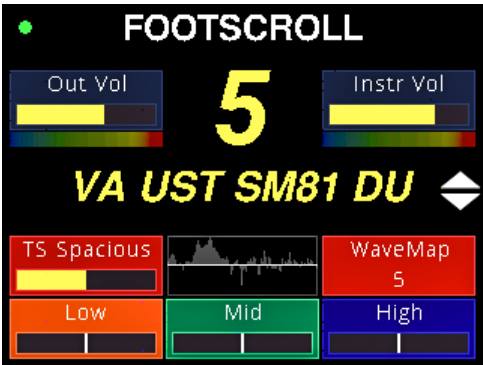 FOOTSCROLL
Out Vol
5
Instr Vol
VA UST SM81 DU
TS Spacious
WaveMap
5
Low
Mid
High